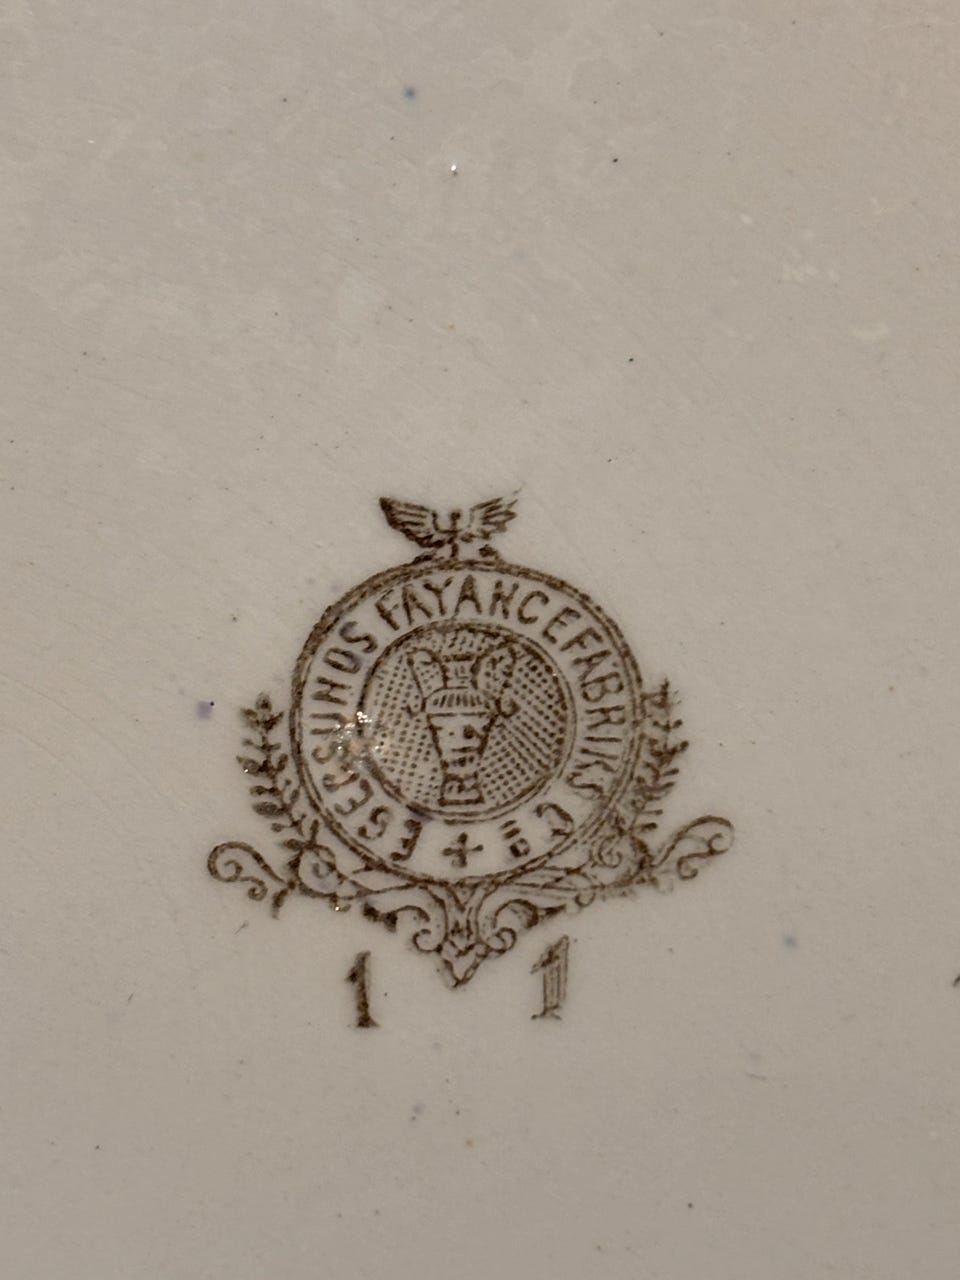 EGERSUNDS FAYANCEFABRIKS Co
1 1